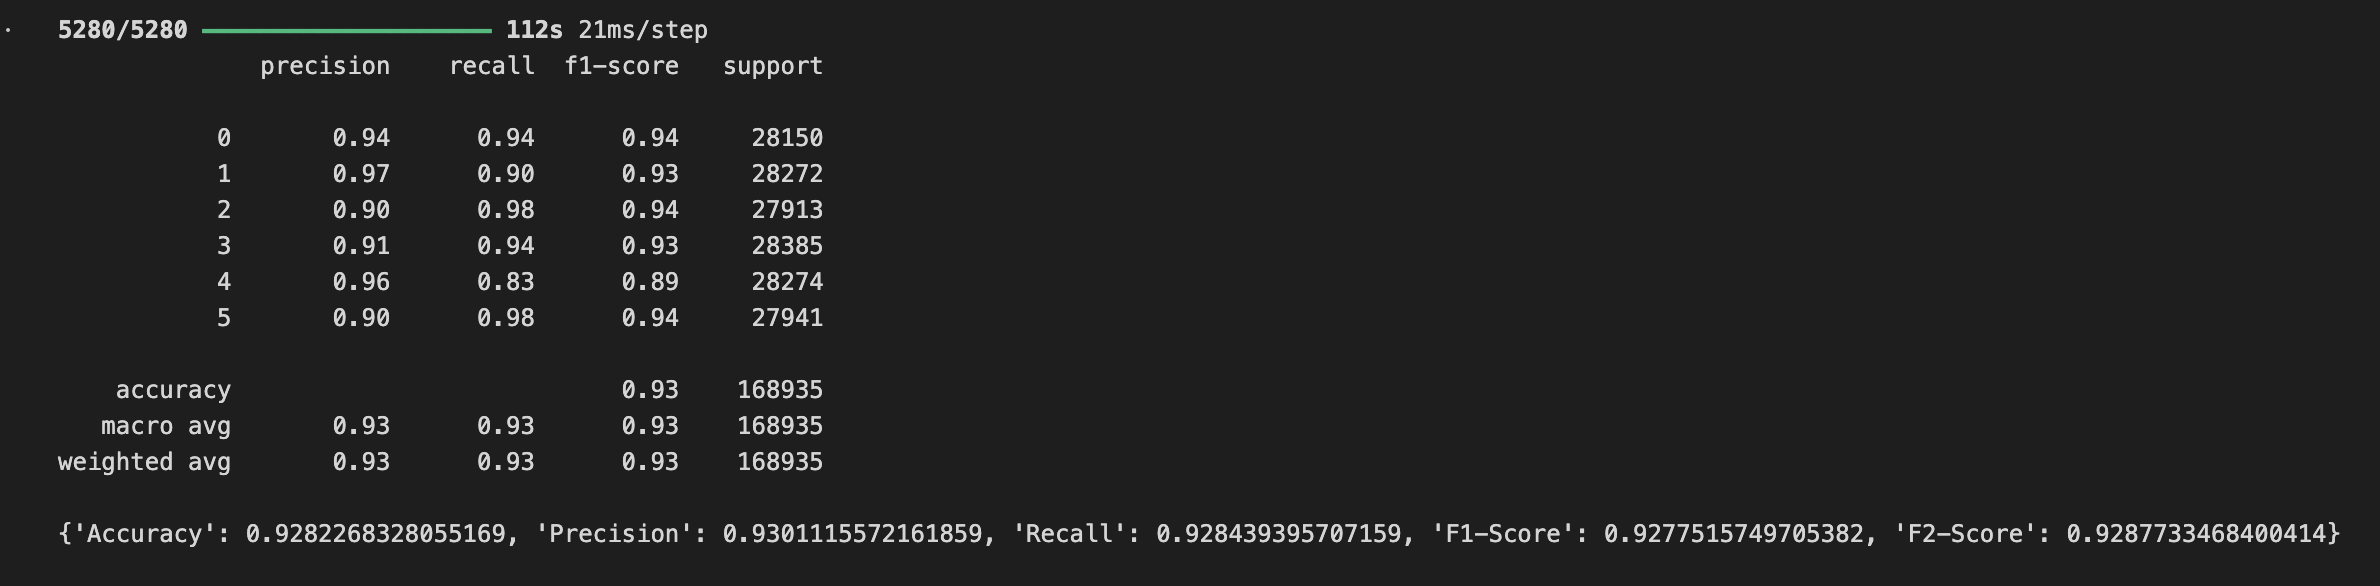 5280/5280 ━━━━━━━━━━━━━━━━━━━━ 112s 21ms/step
              precision    recall  f1-score   support

           0       0.94      0.94      0.94     28150
           1       0.97      0.90      0.93     28272
           2       0.90      0.98      0.94     27913
           3       0.91      0.94      0.93     28385
           4       0.96      0.83      0.89     28274
           5       0.90      0.98      0.94     27941

    accuracy                           0.93    168935
   macro avg       0.93      0.93      0.93    168935
weighted avg       0.93      0.93      0.93    168935

{'Accuracy': 0.9282268328055169, 'Precision': 0.9301115572161859, 'Recall': 0.928439395707159, 'F1-Score': 0.9277515749705382, 'F2-Score': 0.9287733468400414}